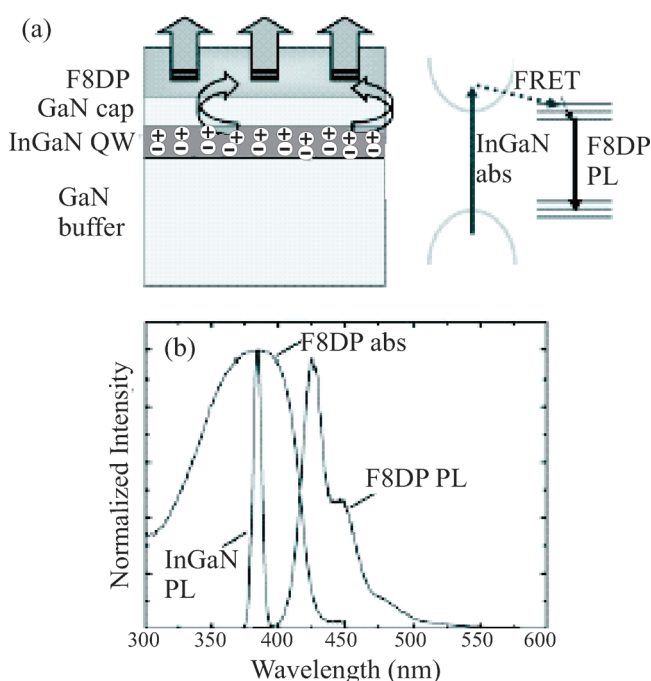 (a)
F8DP
GaN cap
InGaN QW
GaN
buffer
FRET
InGaN
abs
F8DP
PL
(b)
F8DP abs
F8DP PL
InGaN
PL
Normalized Intensity
300 350 400 450 500 550 600
Wavelength (nm)